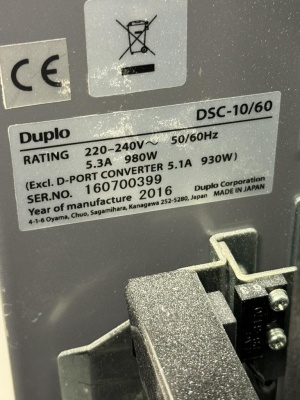 CE
Duplo DSC-10/60
RATING 220-240V~ 50/60Hz
5.3A 980W
(Excl. D-PORT CONVERTER 5.1A 930W)
SER.NO. 160700399
Year of manufacture 2016 Duplo Corporation
4-1-6 Oyama, Chuo, Sagamihara, Kanagawa 252-5280, Japan MADE IN JAPAN